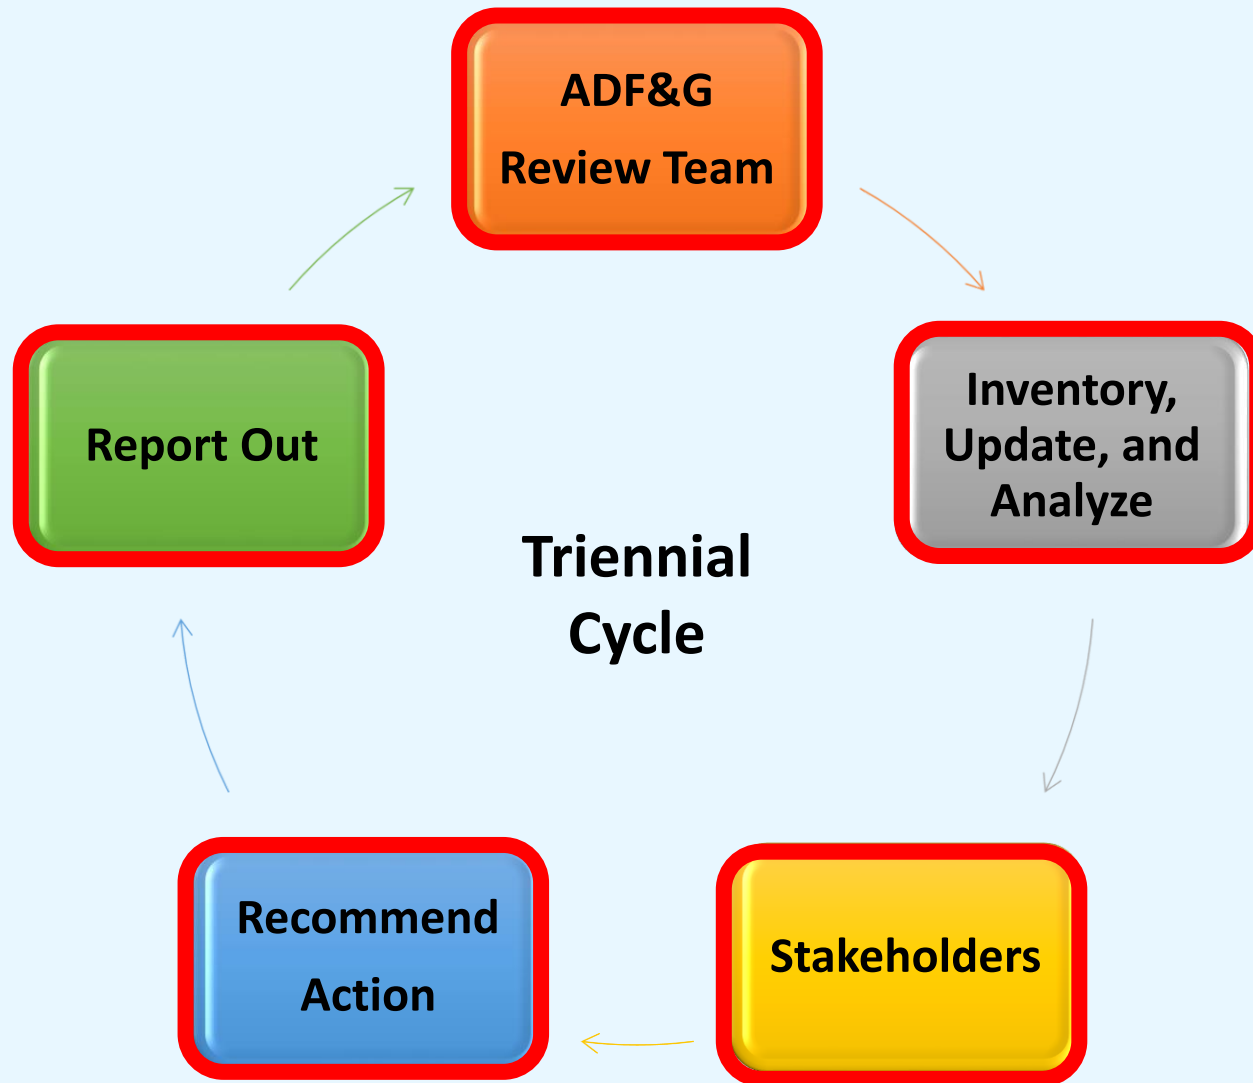 ADF&G
Review Team
Inventory,
Update, and
Analyze
Stakeholders
Recommend
Action
Report Out
Triennial
Cycle